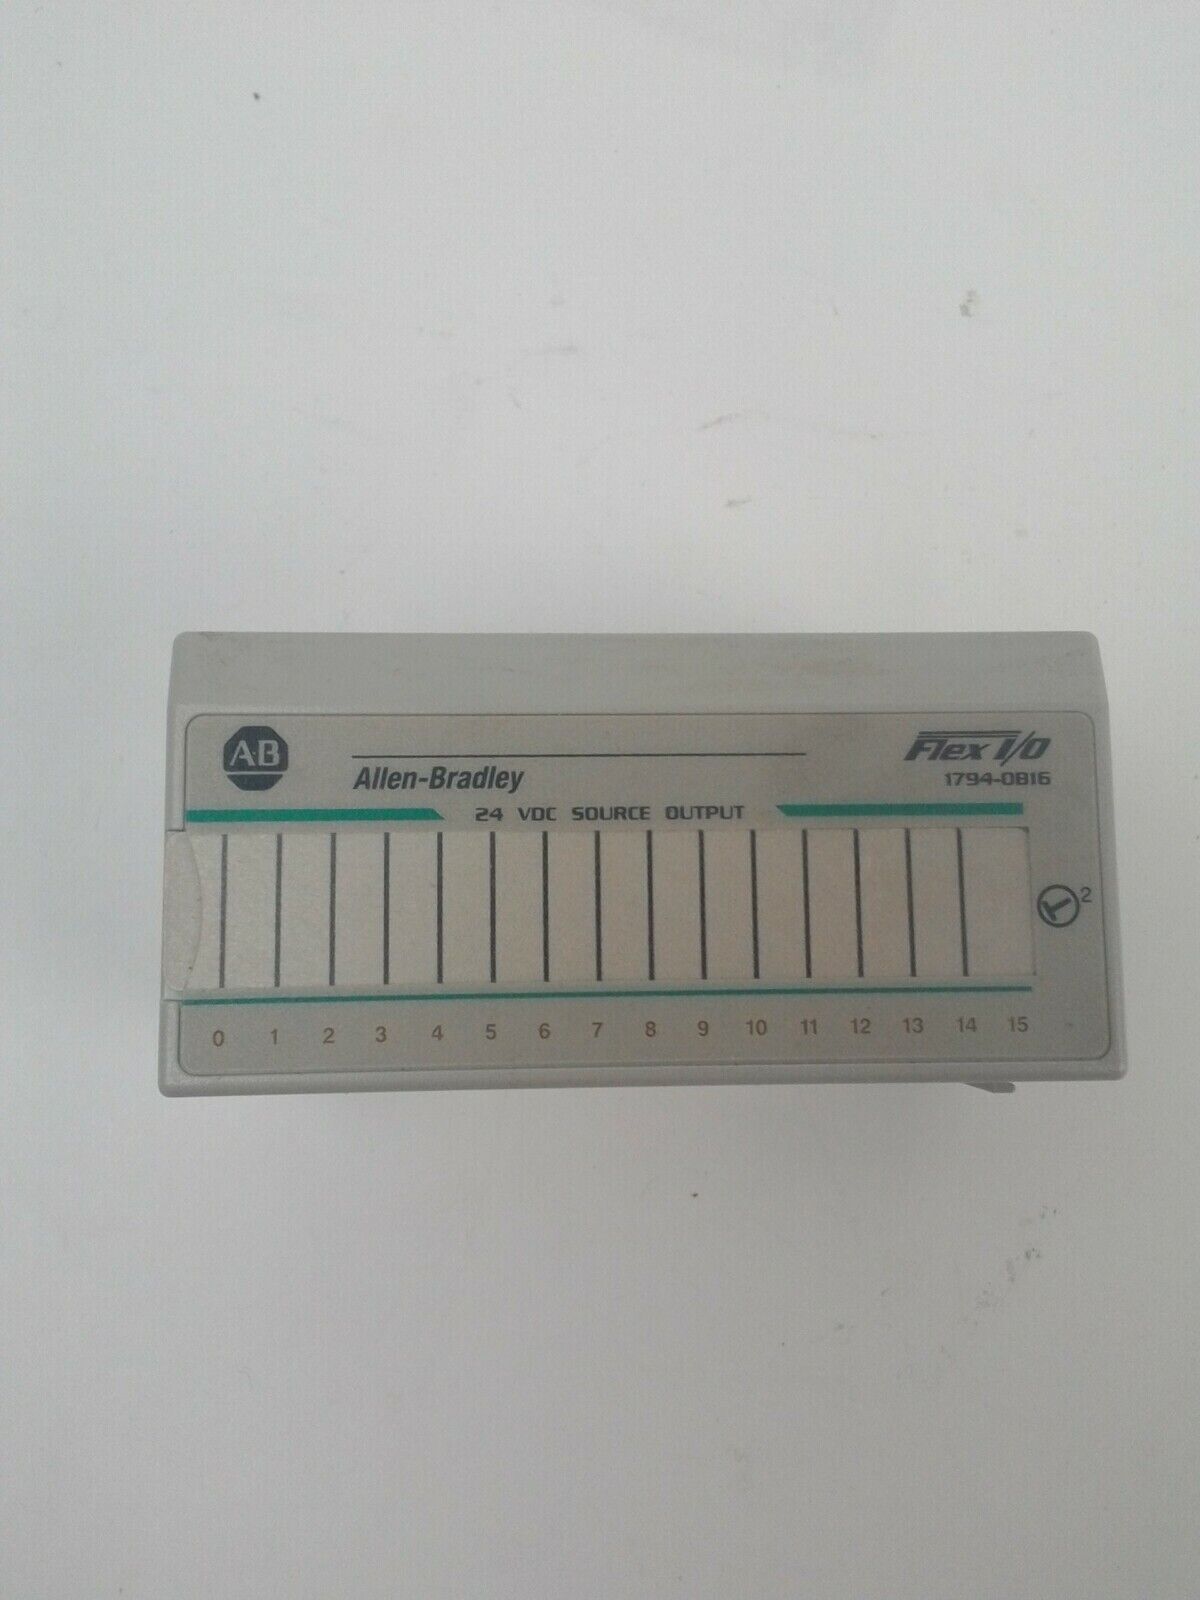 AB
Allen-Bradley
Flex I/O
1794-OB16
24 VDC SOURCE OUTPUT
2
0 1 2 3 4 5 6 7 8 9 10 11 12 13 14 15